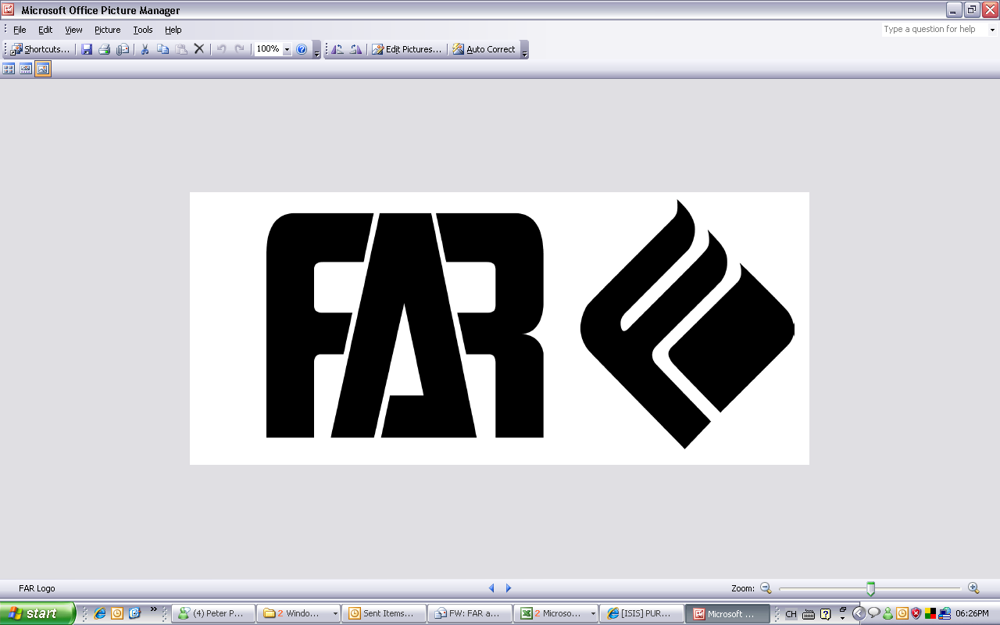 Microsoft Office Picture Manager
File Edit View Picture Tools Help
Type a question for help
Shortcuts... 100% Edit Pictures... Auto Correct
FAR
FAR Logo
Zoom:
start (4) Peter P... 2 Windo... Sent Items... FW: FAR a... 2 Microso... [ISIS] PUR... Microsoft ... CH 06:26PM